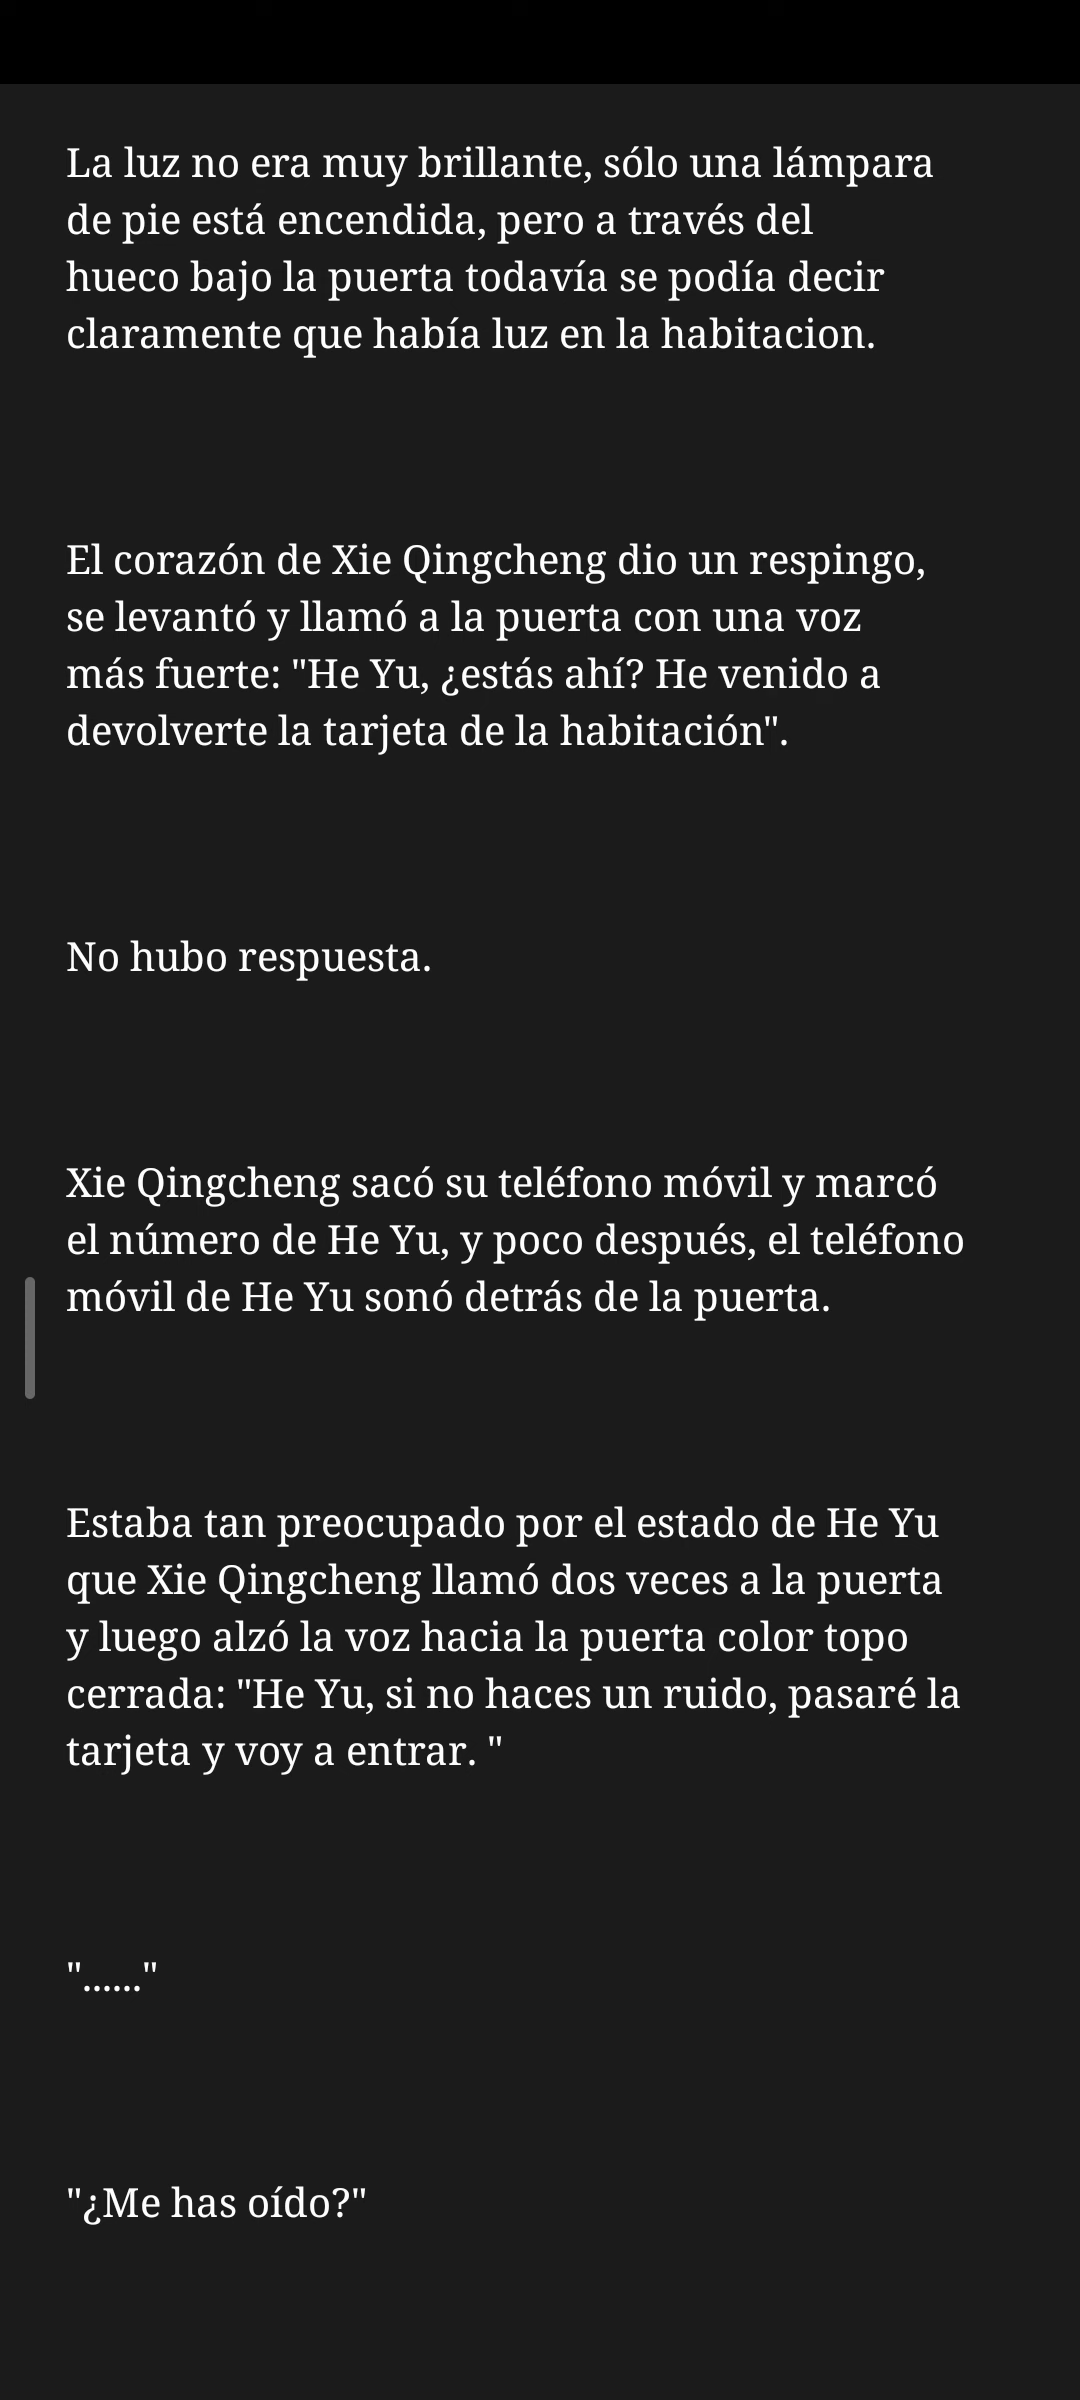 La luz no era muy brillante, sólo una lámpara
de pie está encendida, pero a través del
hueco bajo la puerta todavía se podía decir
claramente que había luz en la habitacion.
El corazón de Xie Qingcheng dio un respingo,
se levantó y llamó a la puerta con una voz
más fuerte: "He Yu, ¿estás ahí? He venido a
devolverte la tarjeta de la habitación".
No hubo respuesta.
Xie Qingcheng sacó su teléfono móvil y marcó
el número de He Yu, y poco después, el teléfono
móvil de He Yu sonó detrás de la puerta.
Estaba tan preocupado por el estado de He Yu
que Xie Qingcheng llamó dos veces a la puerta
y luego alzó la voz hacia la puerta color topo
cerrada: "He Yu, si no haces un ruido, pasaré la
tarjeta y voy a entrar. "
"......"
"¿Me has oído?"